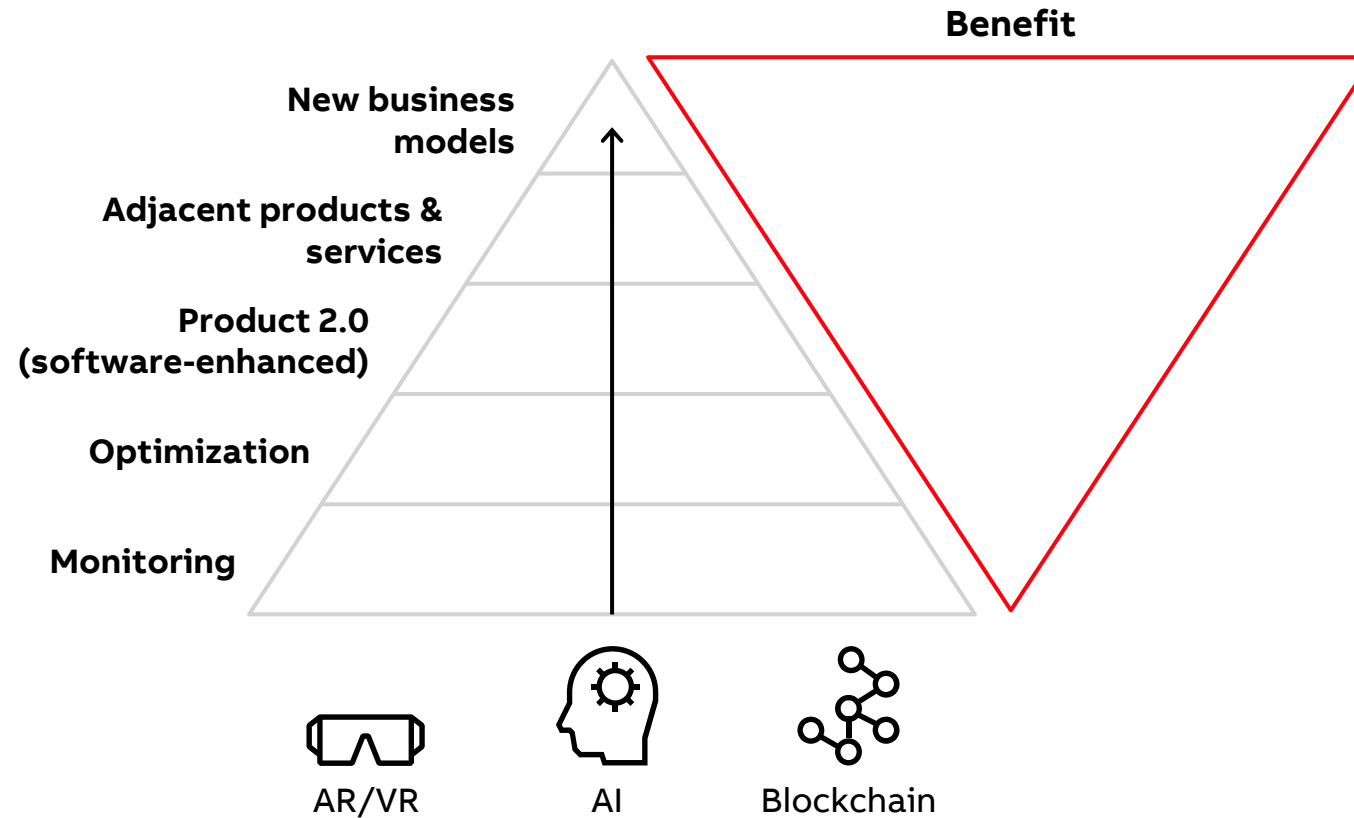 Benefit
New business
models
Adjacent products &
services
Product 2.0
(software-enhanced)
Optimization
Monitoring
AR/VR
AI
Blockchain